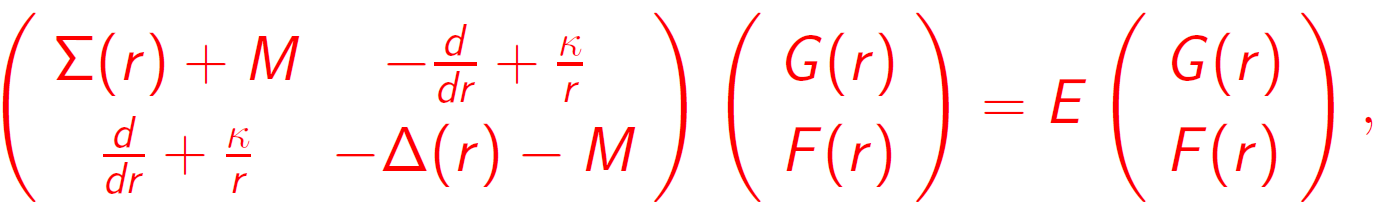 ( Σ(r) + M   −d/dr + κ/r ) ( G(r) ) = E ( G(r) ) ,
( d/dr + κ/r   −Δ(r) − M ) ( F(r) )     ( F(r) )